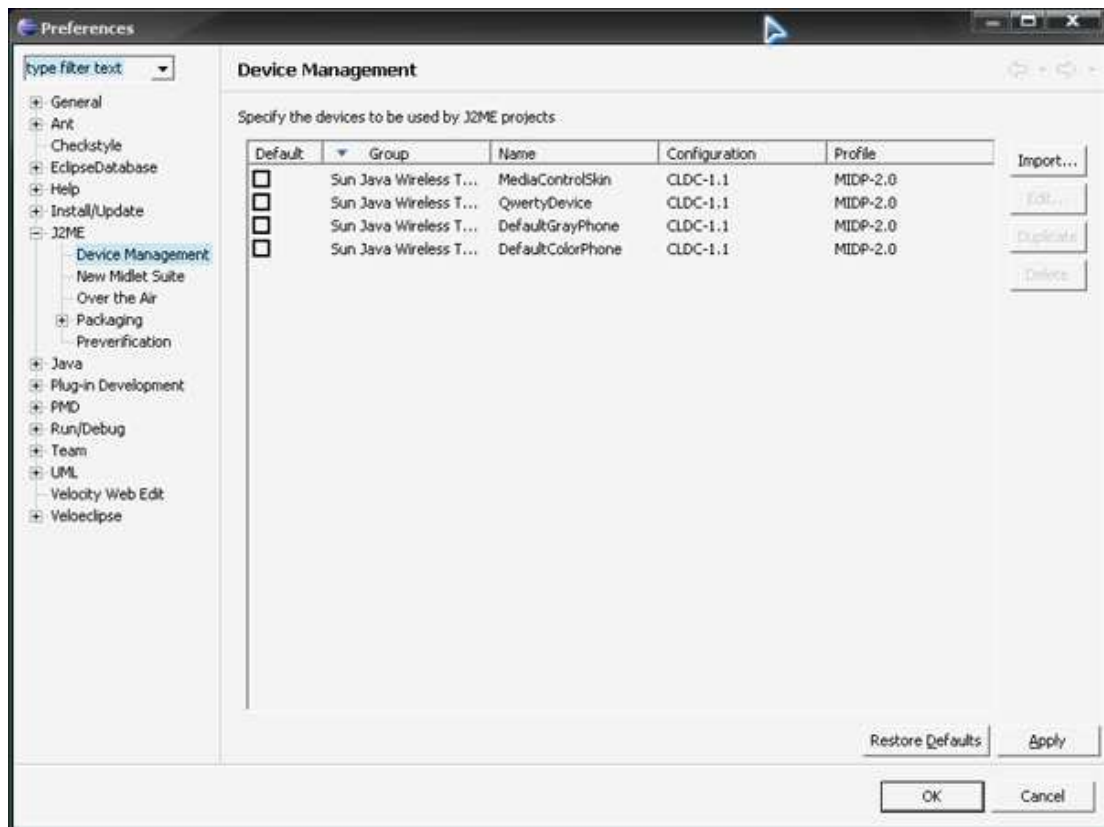 Preferences
type filter text
General
Ant
Checkstyle
EclipseDatabase
Help
Install/Update
J2ME
Device Management
New Midlet Suite
Over the Air
Packaging
Preverification
Java
Plug-in Development
PMD
Run/Debug
Team
UML
Velocity Web Edit
Veloeclipse
Device Management
Specify the devices to be used by J2ME projects
Default Group Name Configuration Profile
Sun Java Wireless T... MediaControlSkin CLDC-1.1 MIDP-2.0
Sun Java Wireless T... QwertyDevice CLDC-1.1 MIDP-2.0
Sun Java Wireless T... DefaultGrayPhone CLDC-1.1 MIDP-2.0
Sun Java Wireless T... DefaultColorPhone CLDC-1.1 MIDP-2.0
Import...
Edit...
Duplicate
Delete
Restore Defaults
Apply
OK
Cancel